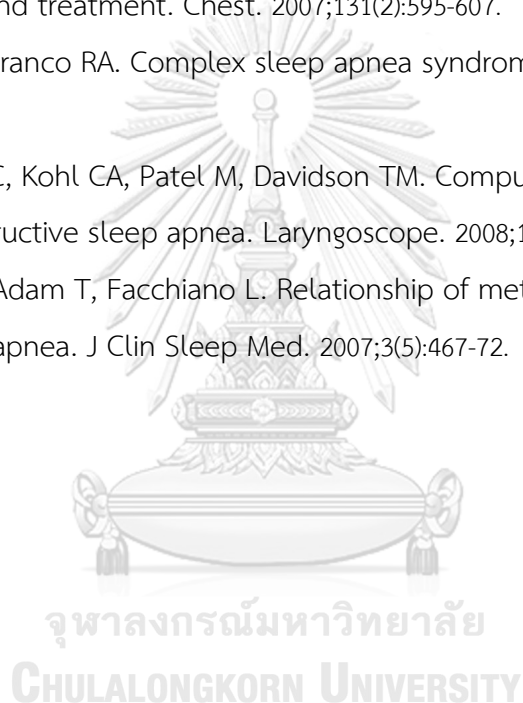 nd treatment. Chest. 2007;131(2):595-607.
ranco RA. Complex sleep apnea syndrom
C, Kohl CA, Patel M, Davidson TM. Compu
ructive sleep apnea. Laryngoscope. 2008;1
Adam T, Facchiano L. Relationship of met
apnea. J Clin Sleep Med. 2007;3(5):467-72.
จุฬาลงกรณ์มหาวิทยาลัย
CHULALONGKORN UNIVERSITY